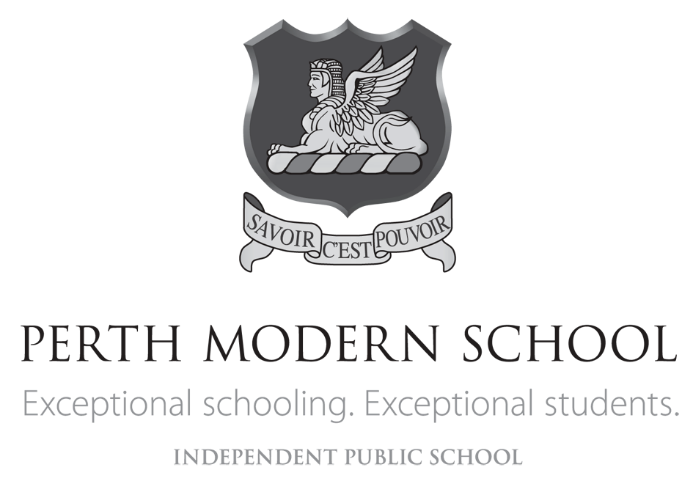 SAVOIR C'EST POUVOIR
PERTH MODERN SCHOOL
Exceptional schooling. Exceptional students.
INDEPENDENT PUBLIC SCHOOL